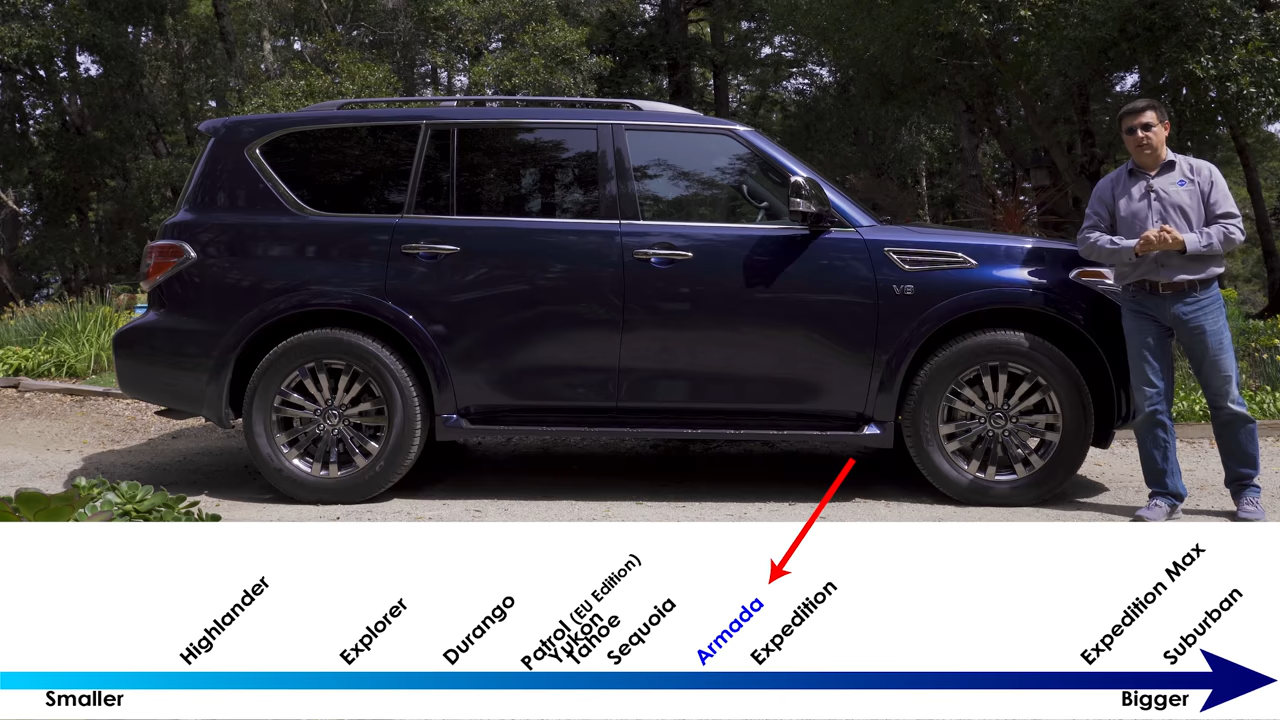 V8
Highlander
Explorer
Durango
Patrol (EU Edition)
Yukon
Tahoe
Sequoia
Armada
Expedition
Expedition Max
Suburban
Smaller
Bigger